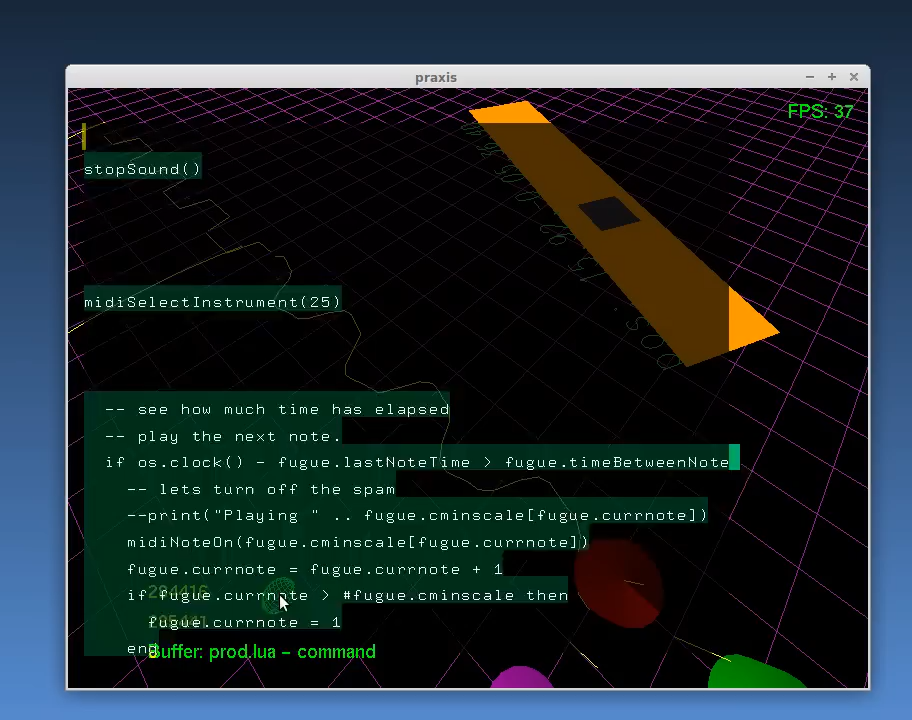 praxis
FPS: 37
stopSound()
midiSelectInstrument(25)
-- see how much time has elapsed
-- play the next note.
if os.clock() - fugue.lastNoteTime > fugue.timeBetweenNote
-- lets turn off the spam
--print("Playing " .. fugue.cminscale[fugue.currnote])
midiNoteOn(fugue.cminscale[fugue.currnote])
fugue.currnote = fugue.currnote + 1
if fugue.currnote > #fugue.cminscale then
fugue.currnote = 1
end
Buffer: prod.lua - command